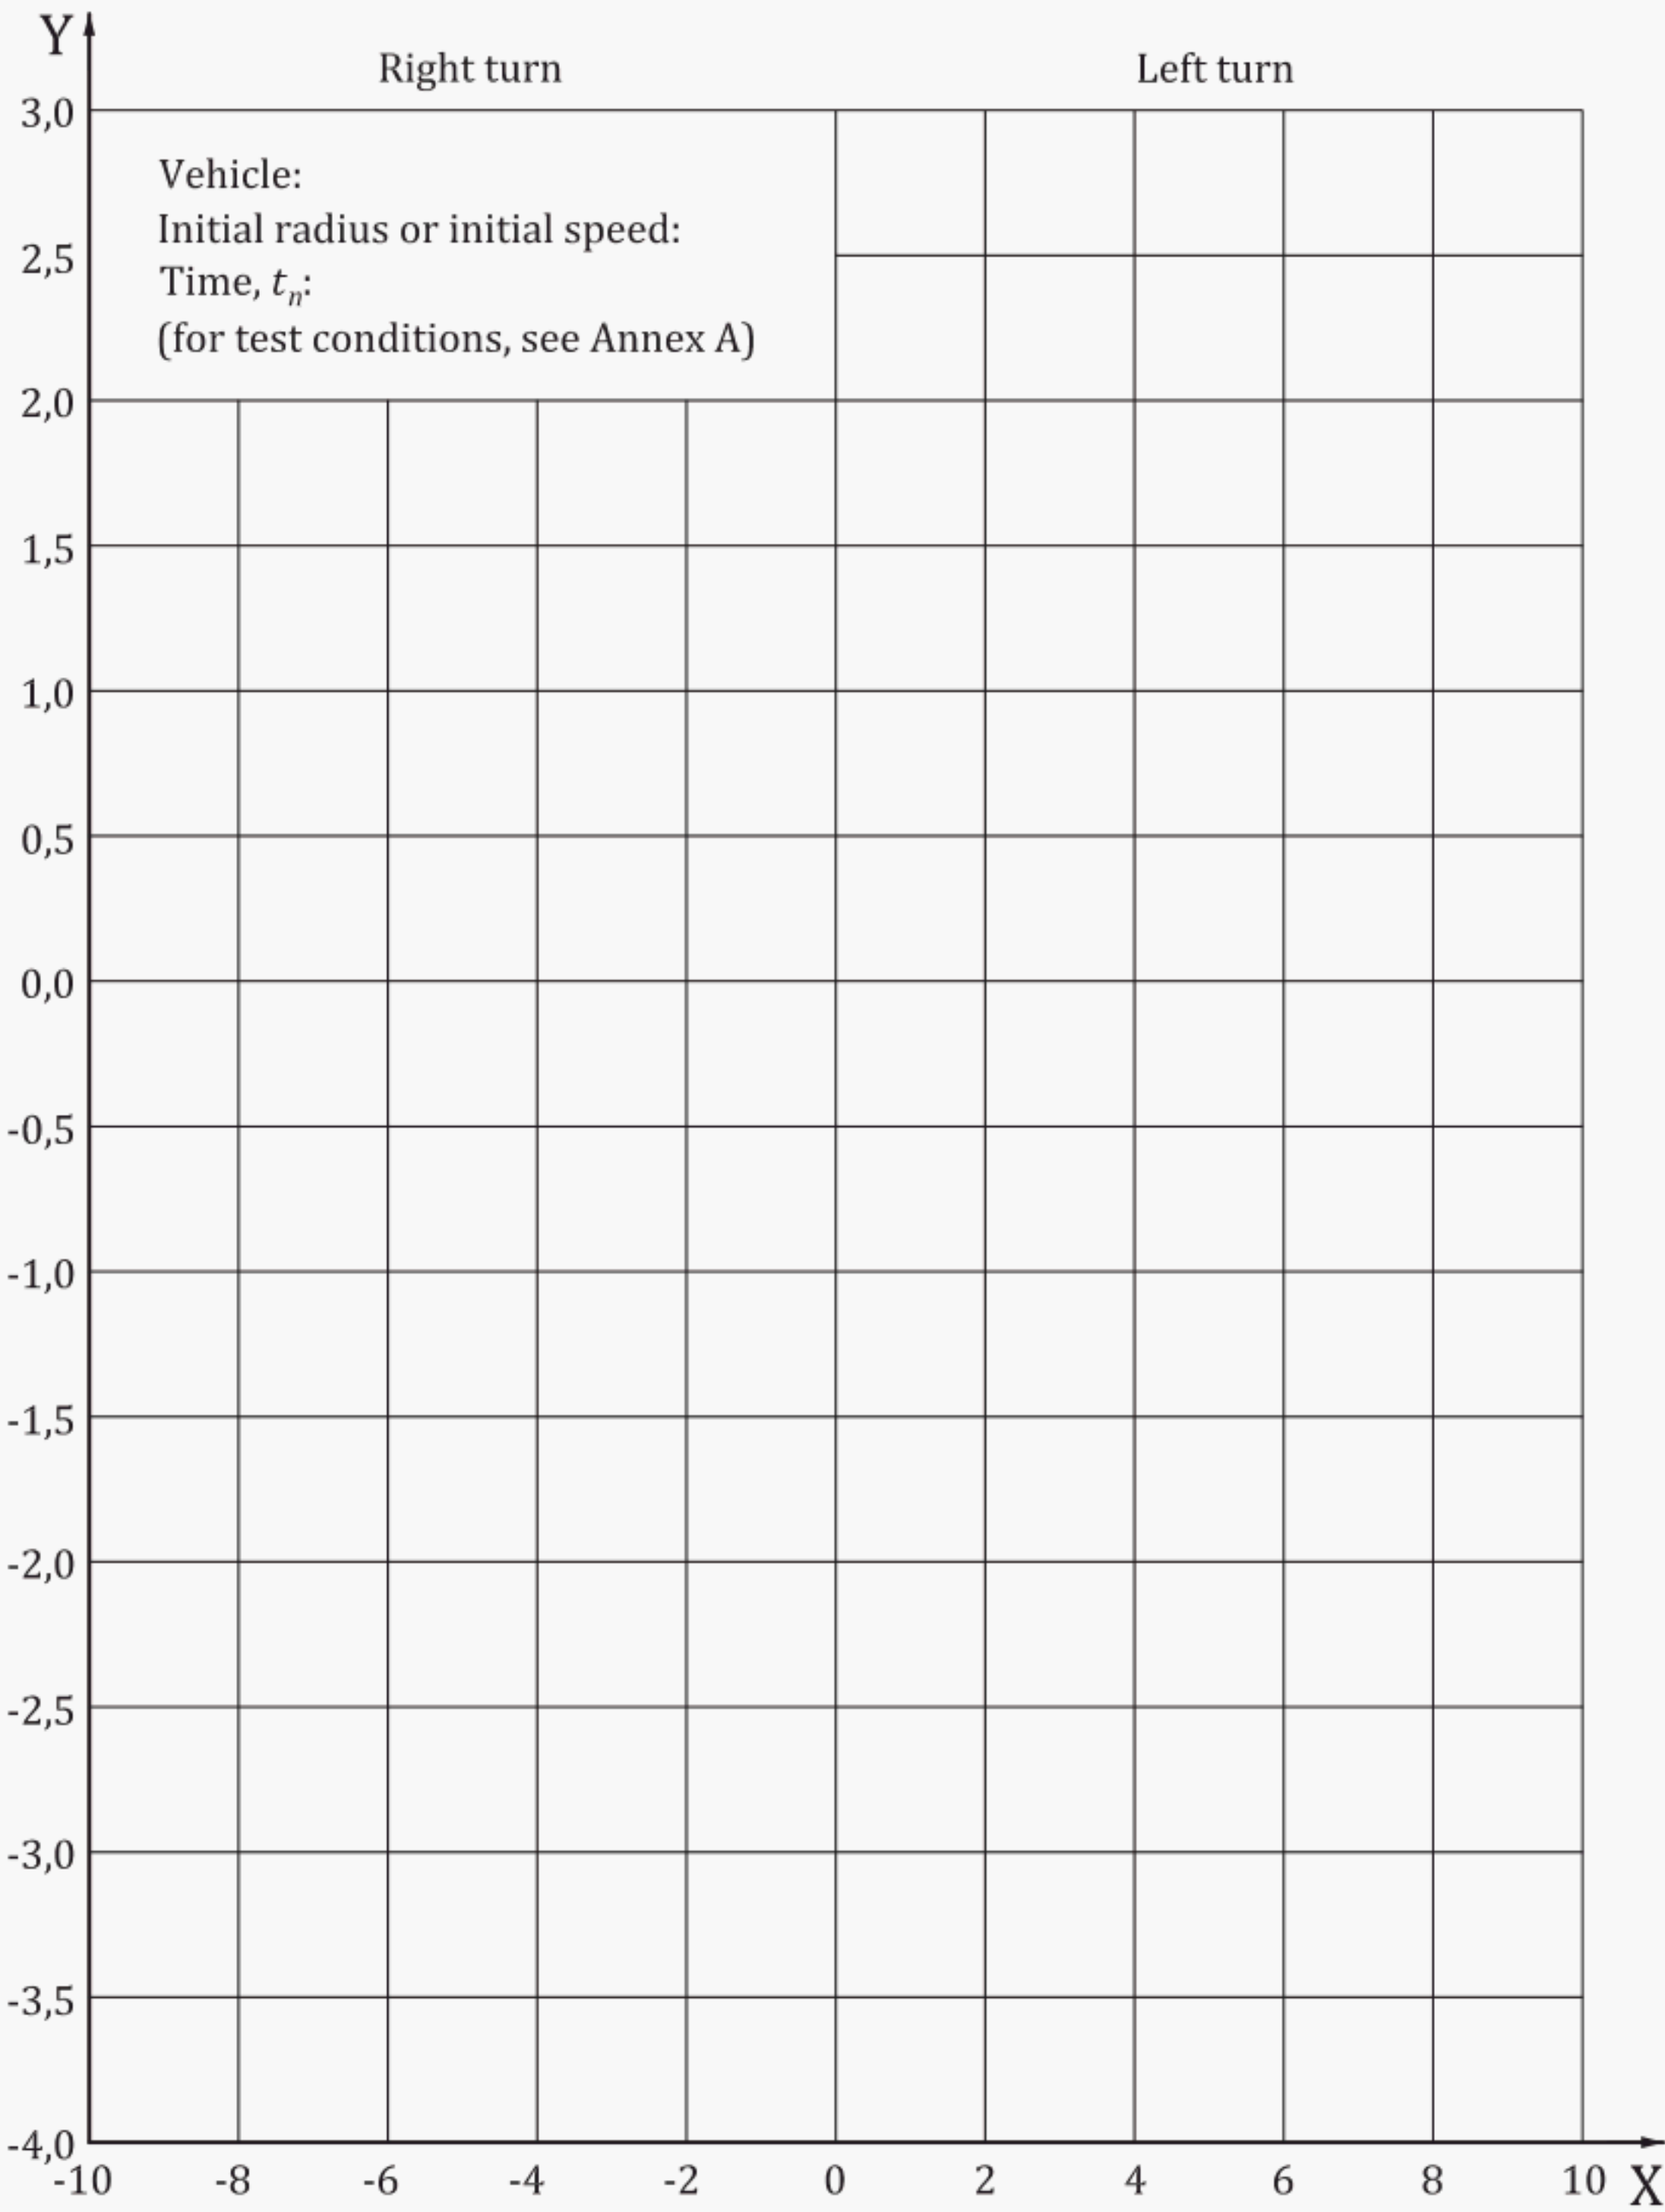 Y
Right turn Left turn
3,0
Vehicle:
Initial radius or initial speed:
2,5
Time, tn:
(for test conditions, see Annex A)
2,0
1,5
1,0
0,5
0,0
-0,5
-1,0
-1,5
-2,0
-2,5
-3,0
-3,5
-4,0
-10 -8 -6 -4 -2 0 2 4 6 8 10 X